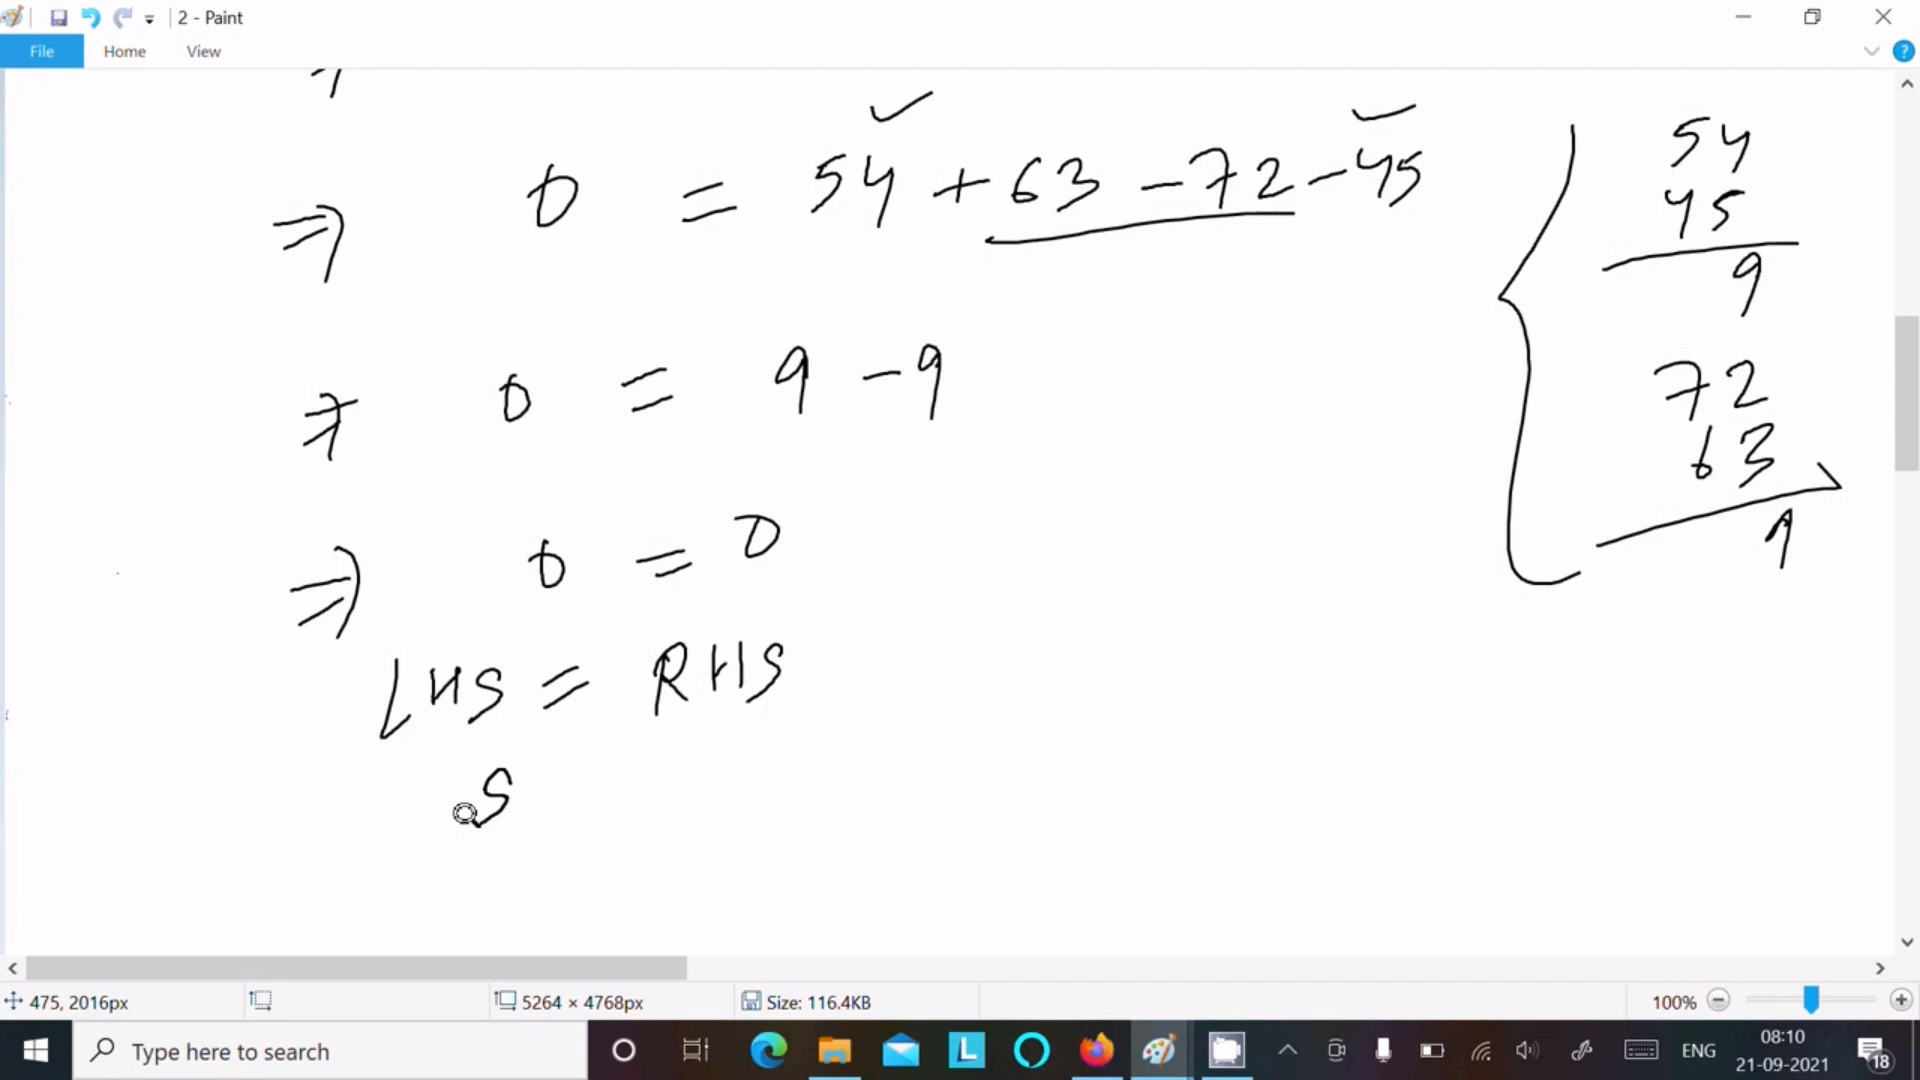 2 - Paint
File Home View
⇒ 0 = 54 + 63 - 72 - 45
⇒ 0 = 9 - 9
⇒ 0 = 0
LHS = RHS
S
54
45
9
72
63
9
475, 2016px 5264 × 4768px Size: 116.4KB 100%
Type here to search ENG 08:10
21-09-2021 18